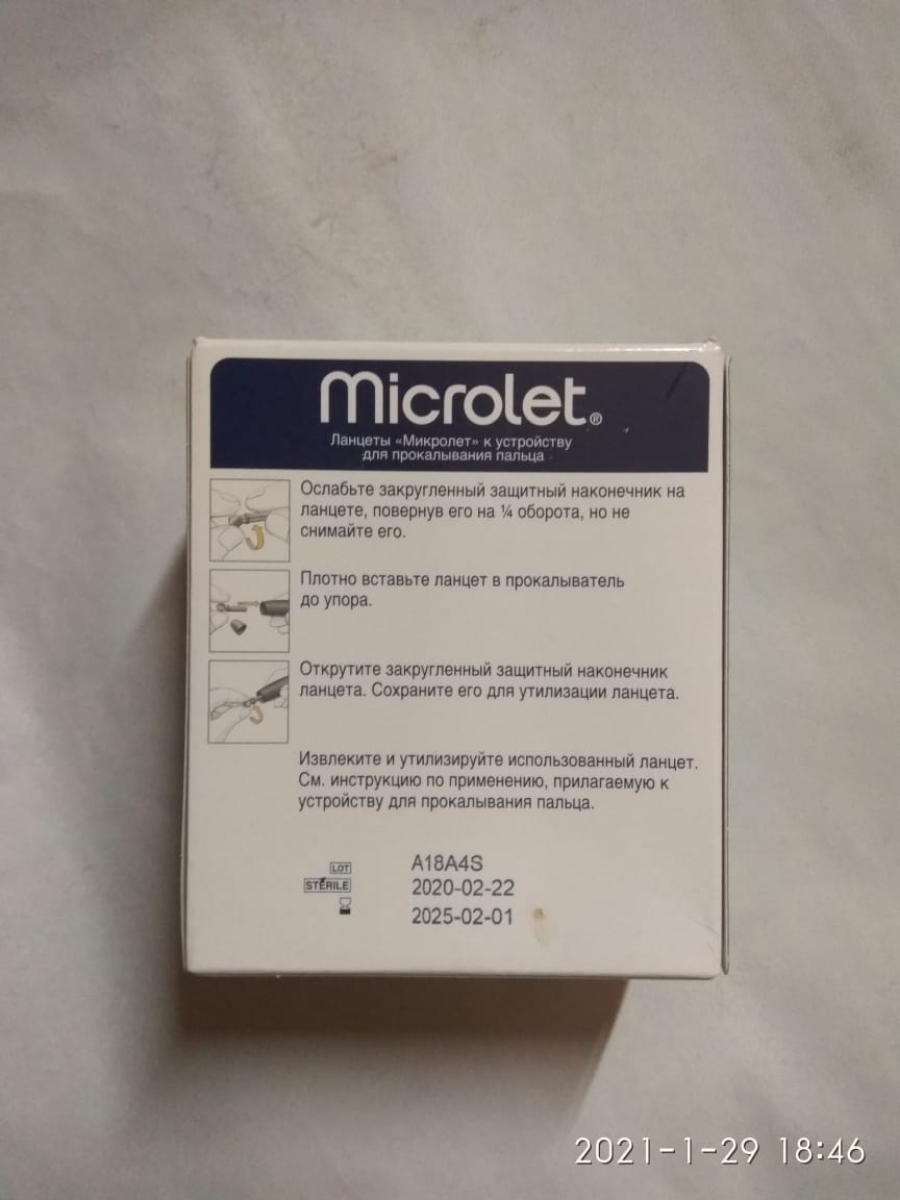 Microlet®
Ланцеты «Микролет» к устройству
для прокалывания пальца
Ослабьте закругленный защитный наконечник на
ланцете, повернув его на ¼ оборота, но не
снимайте его.
Плотно вставьте ланцет в прокалыватель
до упора.
Открутите закругленный защитный наконечник
ланцета. Сохраните его для утилизации ланцета.
Извлеките и утилизируйте использованный ланцет.
См. инструкцию по применению, прилагаемую к
устройству для прокалывания пальца.
LOT A18A4S
STERILE 2020-02-22
2025-02-01
2021-1-29 18:46